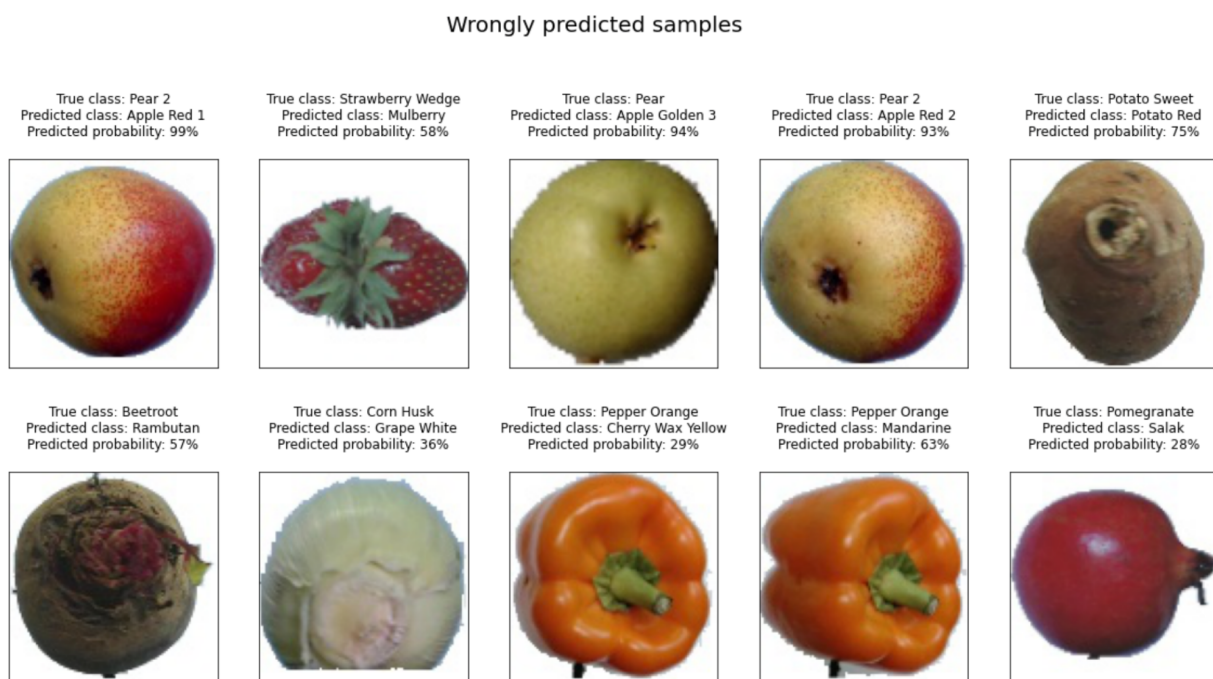 Wrongly predicted samples
True class: Pear 2
Predicted class: Apple Red 1
Predicted probability: 99%
True class: Strawberry Wedge
Predicted class: Mulberry
Predicted probability: 58%
True class: Pear
Predicted class: Apple Golden 3
Predicted probability: 94%
True class: Pear 2
Predicted class: Apple Red 2
Predicted probability: 93%
True class: Potato Sweet
Predicted class: Potato Red
Predicted probability: 75%
True class: Beetroot
Predicted class: Rambutan
Predicted probability: 57%
True class: Corn Husk
Predicted class: Grape White
Predicted probability: 36%
True class: Pepper Orange
Predicted class: Cherry Wax Yellow
Predicted probability: 29%
True class: Pepper Orange
Predicted class: Mandarine
Predicted probability: 63%
True class: Pomegranate
Predicted class: Salak
Predicted probability: 28%